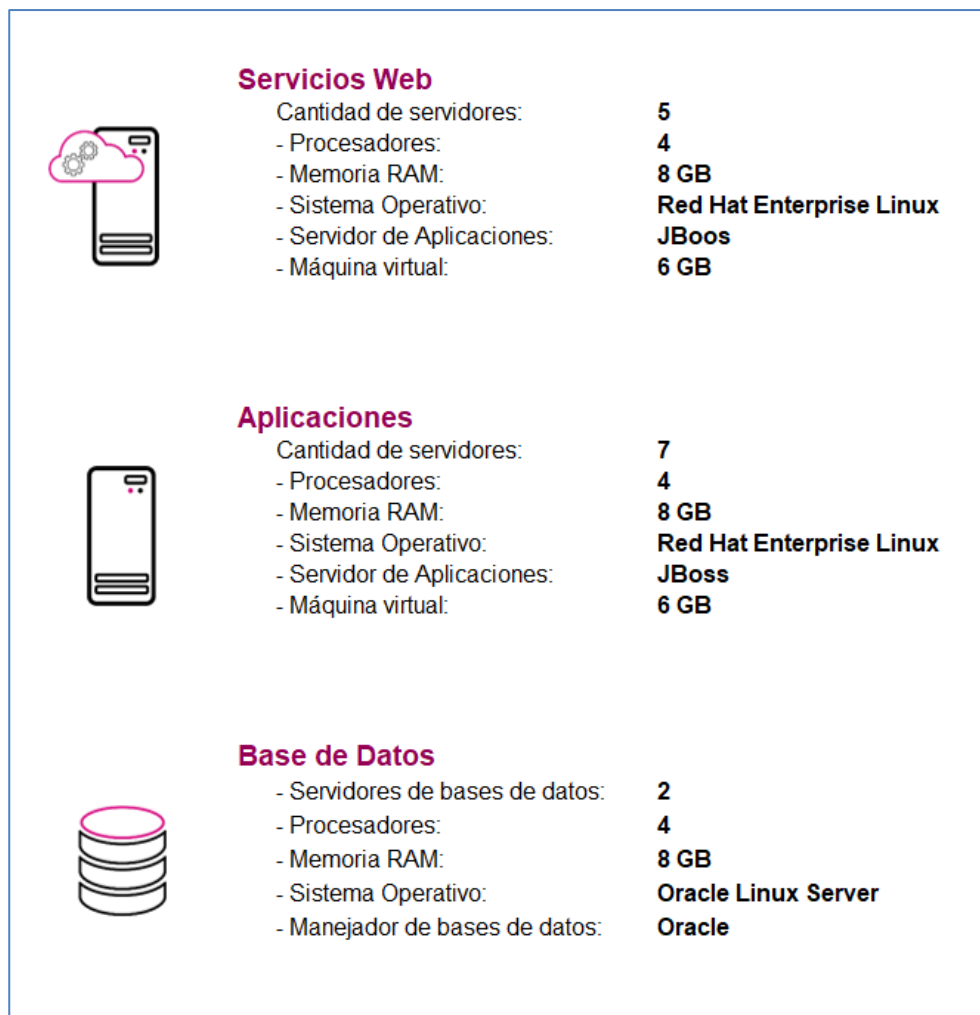 Servicios Web
Cantidad de servidores: 5
- Procesadores: 4
- Memoria RAM: 8 GB
- Sistema Operativo: Red Hat Enterprise Linux
- Servidor de Aplicaciones: JBoos
- Máquina virtual: 6 GB
Aplicaciones
Cantidad de servidores: 7
- Procesadores: 4
- Memoria RAM: 8 GB
- Sistema Operativo: Red Hat Enterprise Linux
- Servidor de Aplicaciones: JBoss
- Máquina virtual: 6 GB
Base de Datos
- Servidores de bases de datos: 2
- Procesadores: 4
- Memoria RAM: 8 GB
- Sistema Operativo: Oracle Linux Server
- Manejador de bases de datos: Oracle